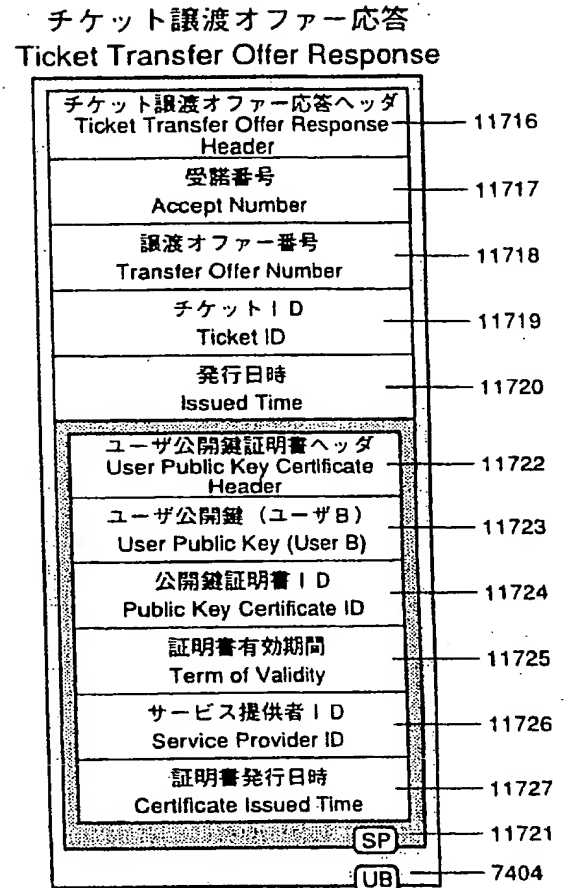 チケット譲渡オファー応答
Ticket Transfer Offer Response
チケット譲渡オファー応答ヘッダ
Ticket Transfer Offer Response
Header
11716
受諾番号
Accept Number
11717
譲渡オファー番号
Transfer Offer Number
11718
チケットID
Ticket ID
11719
発行日時
Issued Time
11720
ユーザ公開鍵証明書ヘッダ
User Public Key Certificate
Header
11722
ユーザ公開鍵（ユーザB）
User Public Key (User B)
11723
公開鍵証明書ID
Public Key Certificate ID
11724
証明書有効期間
Term of Validity
11725
サービス提供者ID
Service Provider ID
11726
証明書発行日時
Certificate Issued Time
11727
SP
11721
UB
7404